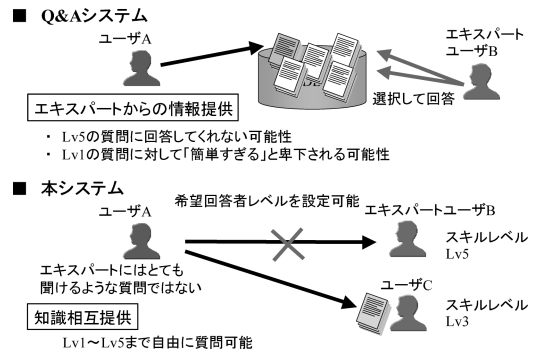 ■ Q&Aシステム
ユーザA
エキスパート
ユーザB
選択して回答
エキスパートからの情報提供
・ Lv5の質問に回答してくれない可能性
・ Lv1の質問に対して「簡単すぎる」と卑下される可能性
■ 本システム
希望回答者レベルを設定可能
ユーザA
エキスパートユーザB
スキルレベル
Lv5
エキスパートにはとても
聞けるような質問ではない
ユーザC
スキルレベル
Lv3
知識相互提供
Lv1～Lv5まで自由に質問可能